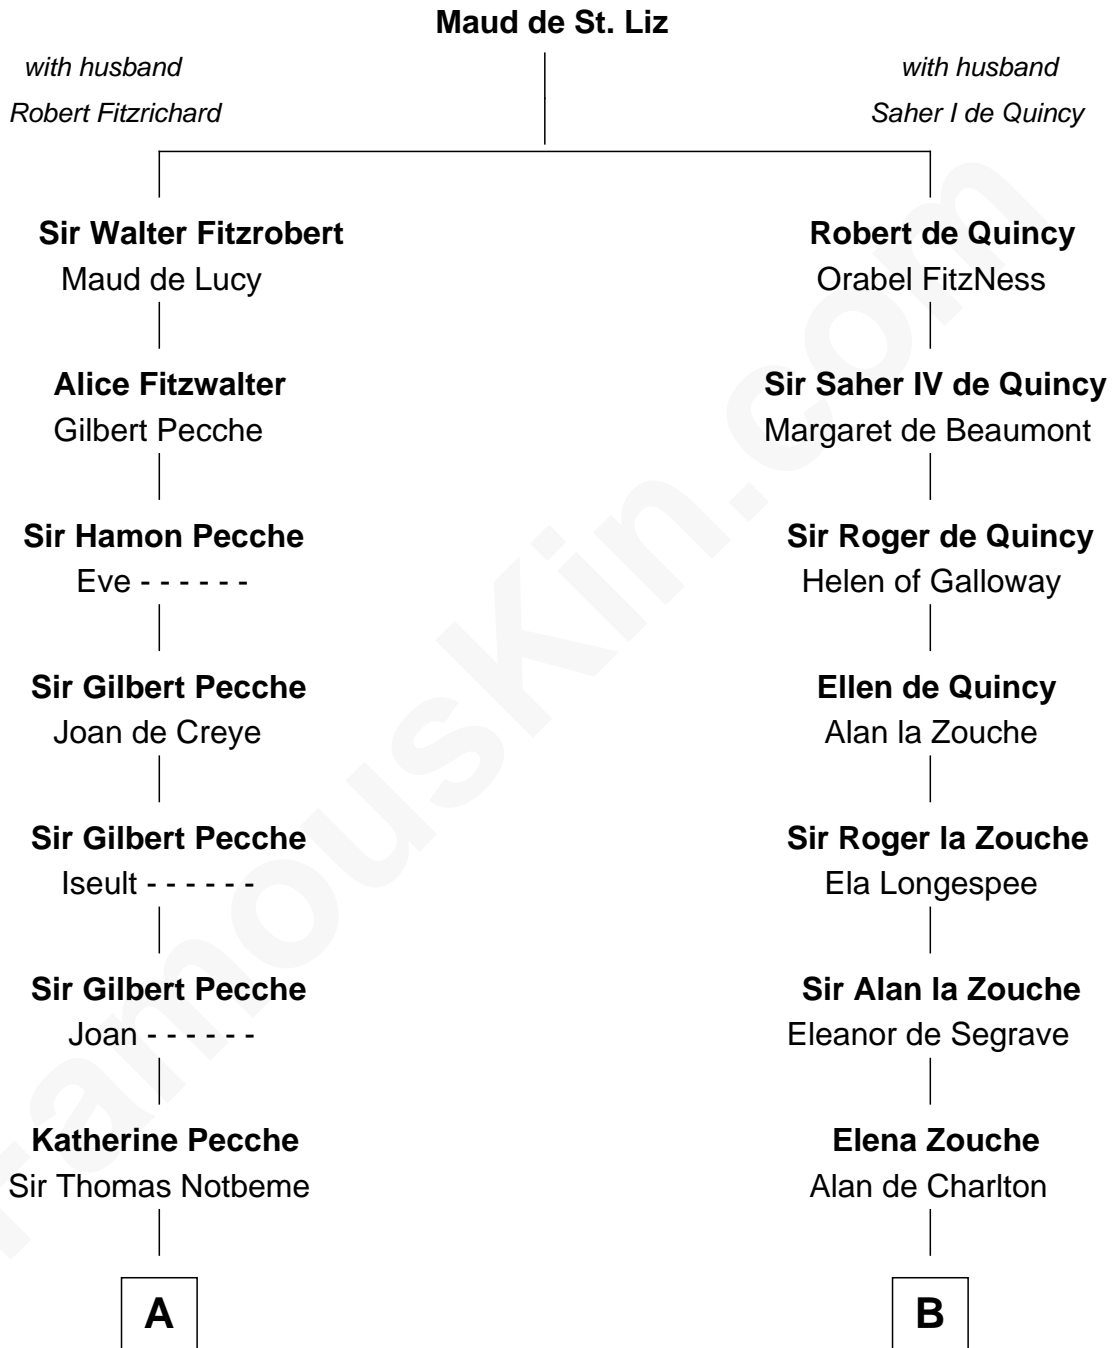 Maud de St. Liz
with husband
Robert Fitzrichard
with husband
Saher I de Quincy
Sir Walter Fitzrobert
Maud de Lucy
Robert de Quincy
Orabel FitzNess
Alice Fitzwalter
Gilbert Pecche
Sir Saher IV de Quincy
Margaret de Beaumont
Sir Hamon Pecche
Eve - - - - - -
Sir Roger de Quincy
Helen of Galloway
Sir Gilbert Pecche
Joan de Creye
Ellen de Quincy
Alan la Zouche
Sir Gilbert Pecche
Iseult - - - - - -
Sir Roger la Zouche
Ela Longespee
Sir Gilbert Pecche
Joan - - - - - -
Sir Alan la Zouche
Eleanor de Segrave
Katherine Pecche
Sir Thomas Notbeme
Elena Zouche
Alan de Charlton
A
B
FamousKin.com